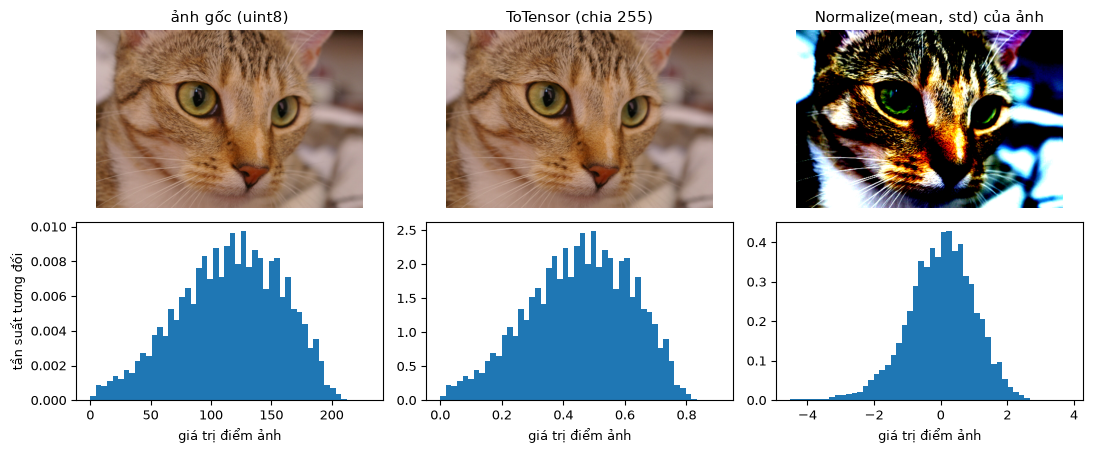 ảnh gốc (uint8)
ToTensor (chia 255)
Normalize(mean, std) của ảnh
tần suất tương đối
0.010
0.008
0.006
0.004
0.002
0.000
0 50 100 150 200
giá trị điểm ảnh
2.5
2.0
1.5
1.0
0.5
0.0
0.0 0.2 0.4 0.6 0.8
giá trị điểm ảnh
0.4
0.3
0.2
0.1
0.0
−4 −2 0 2 4
giá trị điểm ảnh